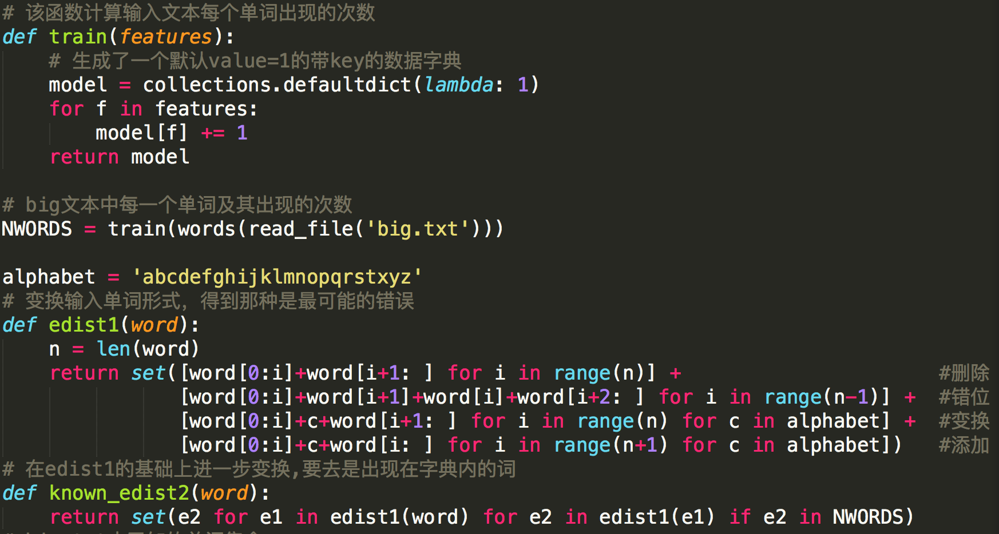 # 该函数计算输入文本每个单词出现的次数
def train(features):
    # 生成了一个默认value=1的带key的数据字典
    model = collections.defaultdict(lambda: 1)
    for f in features:
        model[f] += 1
    return model

# big文本中每一个单词及其出现的次数
NWORDS = train(words(read_file('big.txt')))

alphabet = 'abcdefghijklmnopqrstxyz'
# 变换输入单词形式，得到那种是最可能的错误
def edist1(word):
    n = len(word)
    return set([word[0:i]+word[i+1: ] for i in range(n)] +                      #删除
               [word[0:i]+word[i+1]+word[i]+word[i+2: ] for i in range(n-1)] +  #错位
               [word[0:i]+c+word[i+1: ] for i in range(n) for c in alphabet] +  #变换
               [word[0:i]+c+word[i: ] for i in range(n+1) for c in alphabet])   #添加
# 在edist1的基础上进一步变换,要去是出现在字典内的词
def known_edist2(word):
    return set(e2 for e1 in edist1(word) for e2 in edist1(e1) if e2 in NWORDS)